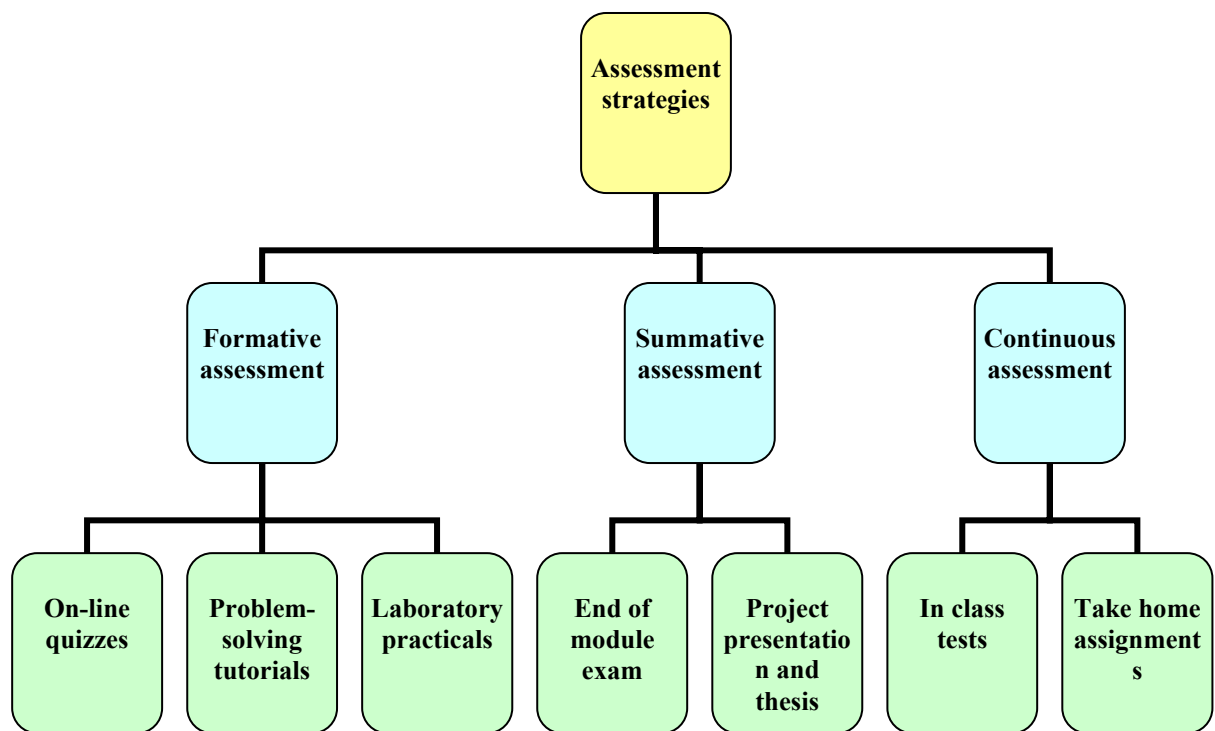 Assessment
strategies
Formative
assessment
Summative
assessment
Continuous
assessment
On-line
quizzes
Problem-
solving
tutorials
Laboratory
practicals
End of
module
exam
Project
presentatio
n and
thesis
In class
tests
Take home
assignment
s